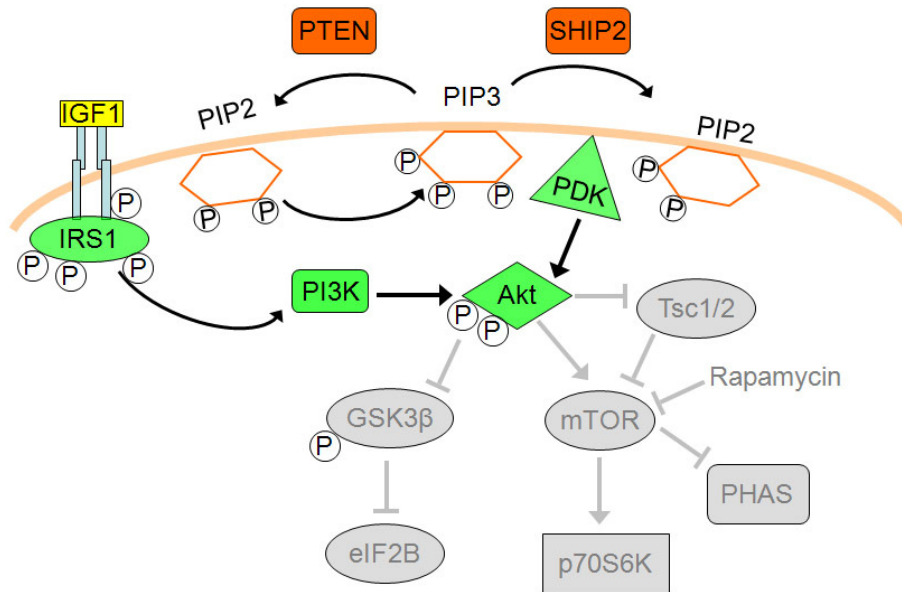 PTEN
SHIP2
PIP3
IGF1
PIP2
PIP2
P
P
P
P
P
P
P
P
PDK
P
IRS1
P
P
P
PI3K
Akt
P
P
Tsc1/2
Rapamycin
GSK3β
P
mTOR
PHAS
eIF2B
p70S6K